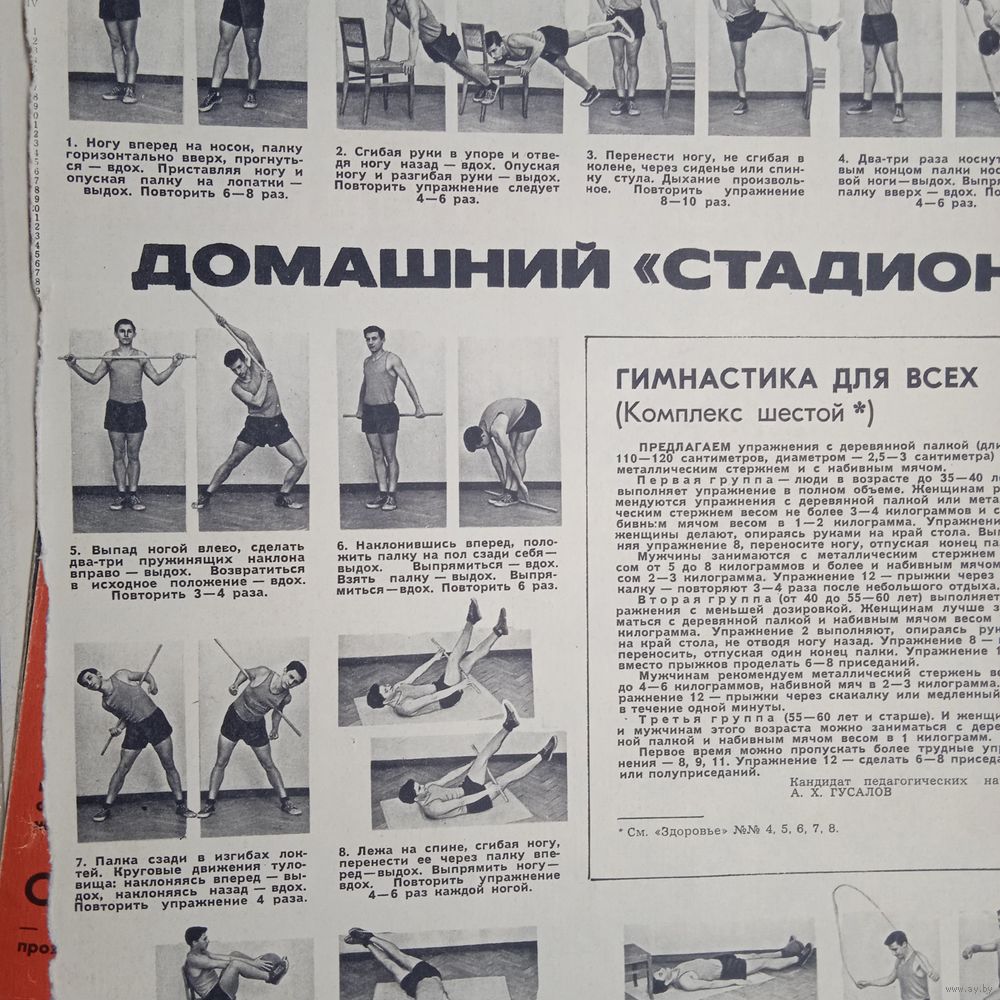 1. Ногу вперед на носок, палку
горизонтально вверх, прогнуть-
ся — вдох. Приставляя ногу и
опуская палку на лопатки —
выдох. Повторить 6—8 раз.
2. Сгибая руки в упоре и отве-
дя ногу назад — вдох. Опуская
ногу и разгибая руки — выдох.
Повторить упражнение следует
4—6 раз.
3. Перенести ногу, не сгибая в
колене, через сиденье или спин-
ку стула. Дыхание произволь-
ное. Повторить упражнение
8—10 раз.
4. Два-три раза
вым концом палки
вой ноги — выдох.
палку вверх — вдох.
4—6 раз.
ДОМАШНИЙ «СТАДИОН
5. Выпад ногой влево, сделать
два-три пружинящих наклона
вправо — выдох. Возвратиться
в исходное положение — вдох.
Повторить 3—4 раза.
6. Наклонившись вперед, поло-
жить палку на пол сзади себя —
выдох. Выпрямиться — вдох.
Взять палку — выдох. Выпря-
миться — вдох. Повторить 6 раз.
7. Палка сзади в изгибах лок-
тей. Круговые движения туло-
вища: наклоняясь вперед — вы-
дох, наклоняясь назад — вдох.
Повторить упражнение 4 раза.
8. Лежа на спине, сгибая ногу,
перенести ее через палку впе-
ред — выдох. Выпрямить ногу —
вдох. Повторить упражнение
4—6 раз каждой ногой.
ГИМНАСТИКА ДЛЯ ВСЕХ
(Комплекс шестой *)
ПРЕДЛАГАЕМ упражнения с деревянной палкой
110—120 сантиметров, диаметром — 2,5—3 сантиметра)
металлическим стержнем и с набивным мячом.
Первая группа — люди в возрасте до 35—40
выполняет упражнение в полном объеме. Женщинам
мендуются упражнения с деревянной палкой или
ческим стержнем весом не более 3—4 килограммов и с
бивным мячом весом в 1—2 килограмма.
женщины делают, опираясь руками на край стола.
няя упражнение 8, переносите ногу, отпуская конец
Мужчины занимаются с металлическим стержнем
сом от 5 до 8 килограммов и более и набивным мячом
сом 2—3 килограмма. Упражнение 12 — прыжки через
калку — повторяют 3—4 раза после небольшого отдыха.
Вторая группа (от 40 до 55—60 лет) выполняет
ражнения с меньшей дозировкой. Женщинам лучше
маться с деревянной палкой и набивным мячом весом
килограмма. Упражнение 2 выполняют, опираясь
на край стола, не отводя ногу назад. Упражнение 8 —
переносить, отпуская один конец палки. Упражнение
вместо прыжков проделать 6—8 приседаний.
Мужчинам рекомендуем металлический стержень
до 4—6 килограммов, набивной мяч в 2—3 килограмма.
ражнение 12 — прыжки через скакалку или медленный
в течение одной минуты.
Третья группа (55—60 лет и старше). И
и мужчинам этого возраста можно заниматься с
ной палкой и набивным мячом весом в 1 килограмм.
Первое время можно пропускать более трудные
нения — 8, 9, 11. Упражнение 12 — сделать 6—8
или полуприседаний.
Кандидат педагогических
А. Х. ГУСАЛОВ
* См. «Здоровье» №№ 4, 5, 6, 7, 8.
www.ay.by